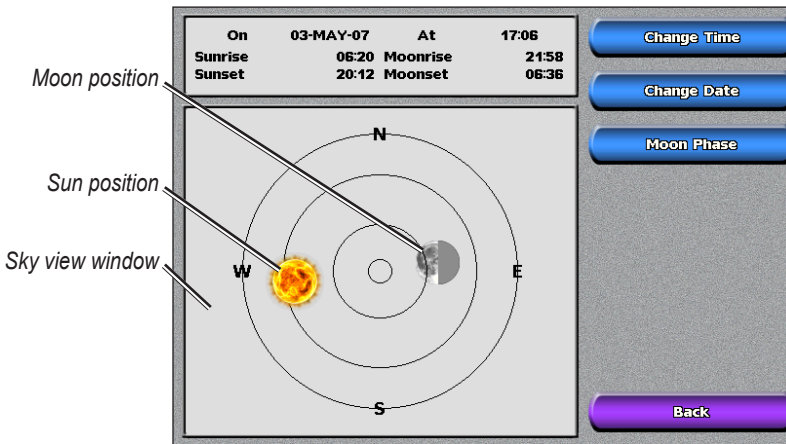 On 03-MAY-07 At 17:06
Sunrise 06:20 Moonrise 21:58
Sunset 20:12 Moonset 06:36
Change Time
Change Date
Moon Phase
Moon position
Sun position
Sky view window
N
W
E
S
Back